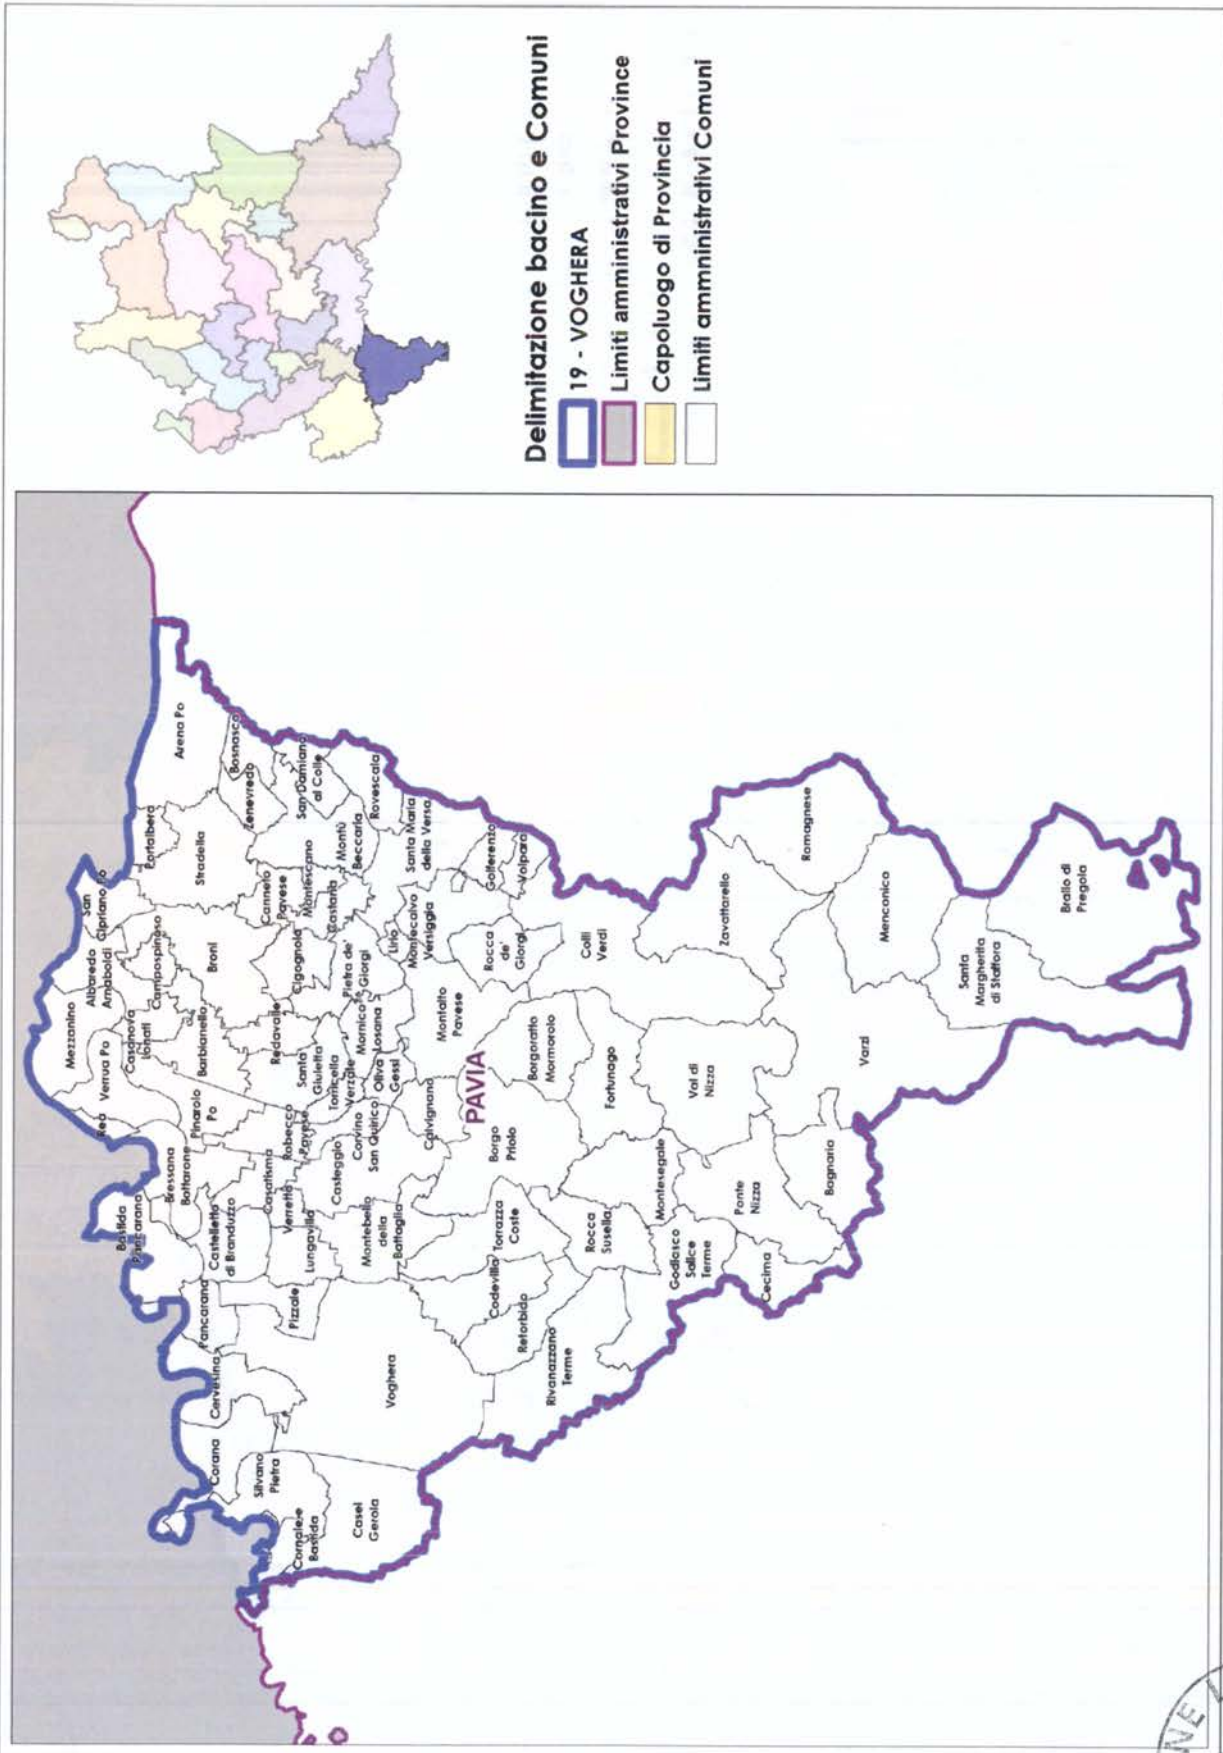 Delimitazione bacino e Comuni
19 - VOGHERA
Limiti amministrativi Province
Capoluogo di Provincia
Limiti ammninistrativi Comuni
PAVIA
Mezzanino
Rea
Verrua Po
Albaredo
Arnaboldi
San
Cipriano Po
Casanova
Lonati
Campospinoso
Portalbera
Arena Po
Bastida
Pancarana
Bressana
Bottarone
Pinarolo
Po
Barbianello
Broni
Stradella
Bosnasco
Zenevredo
Pancarana
Castelletto
di Branduzzo
Cervesina
Corana
Silvano
Pietra
Cornale e
Bastida
Casei
Gerola
Pizzale
Lungavilla
Verretto
Casatisma
Robecco
Pavese
Redavalle
Santa
Giuletta
Cigognola
Canneto
Pavese
Montescano
Castana
Montù
Beccaria
San Damiano
al Colle
Rovescala
Torricella
Verzate
Mornico
Losana
Pietra de'
Giorgi
Oliva
Gessi
Corvino
San Quirico
Casteggio
Montebello
della
Battaglia
Voghera
Lirio
Montecalvo
Versiggia
Santa Maria
della Versa
Calvignano
Montalto
Pavese
Golferenzo
Volpara
Rocca
de'
Giorgi
Borgo
Priolo
Borgoratto
Mormorolo
Torrazza
Coste
Codevilla
Retorbido
Rivanazzano
Terme
Rocca
Susella
Fortunago
Colli
Verdi
Montesegale
Val di
Nizza
Zavattarello
Romagnese
Godiasco
Salice
Terme
Ponte
Nizza
Cecima
Bagnaria
Varzi
Menconico
Santa
Margherita
di Staffora
Brallo di
Pregola
NE